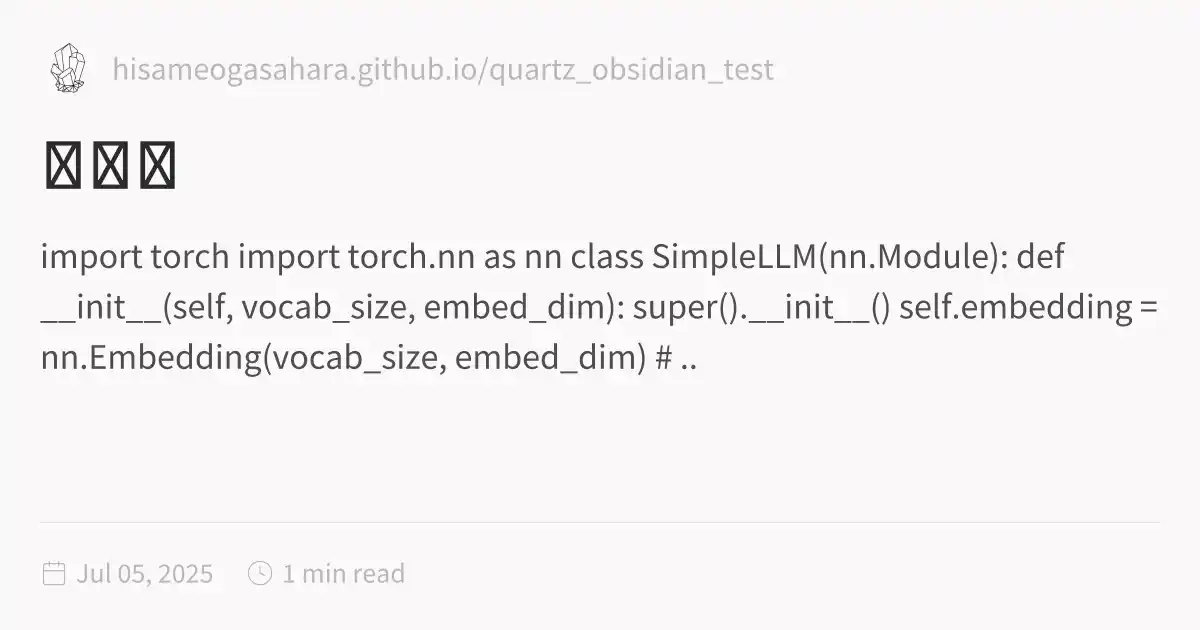 hisameogasahara.github.io/quartz_obsidian_test
import torch import torch.nn as nn class SimpleLLM(nn.Module): def
__init__(self, vocab_size, embed_dim): super().__init__() self.embedding =
nn.Embedding(vocab_size, embed_dim) # ..
Jul 05, 2025 1 min read